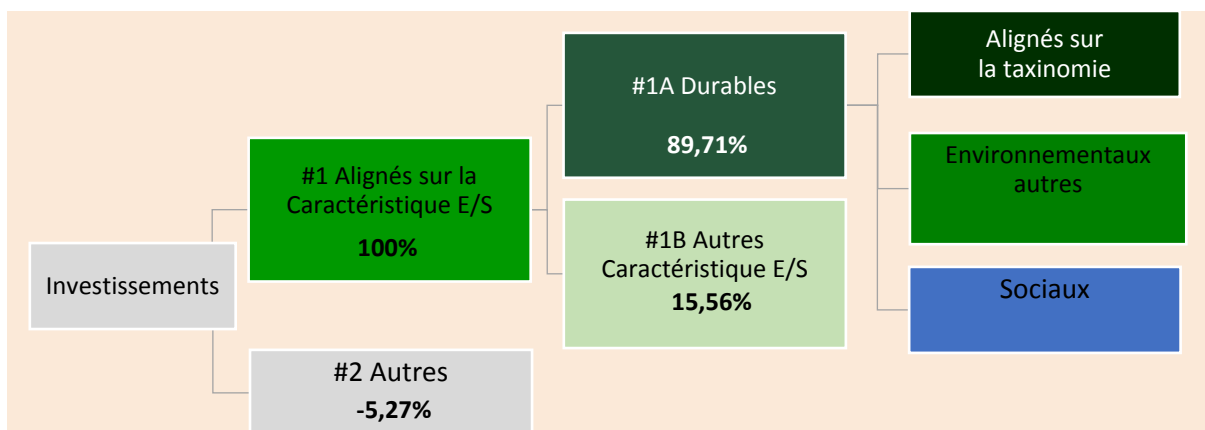 Investissements
#1 Alignés sur la
Caractéristique E/S
100%
#2 Autres
-5,27%
#1A Durables
89,71%
#1B Autres
Caractéristique E/S
15,56%
Alignés sur
la taxinomie
Environnementaux
autres
Sociaux